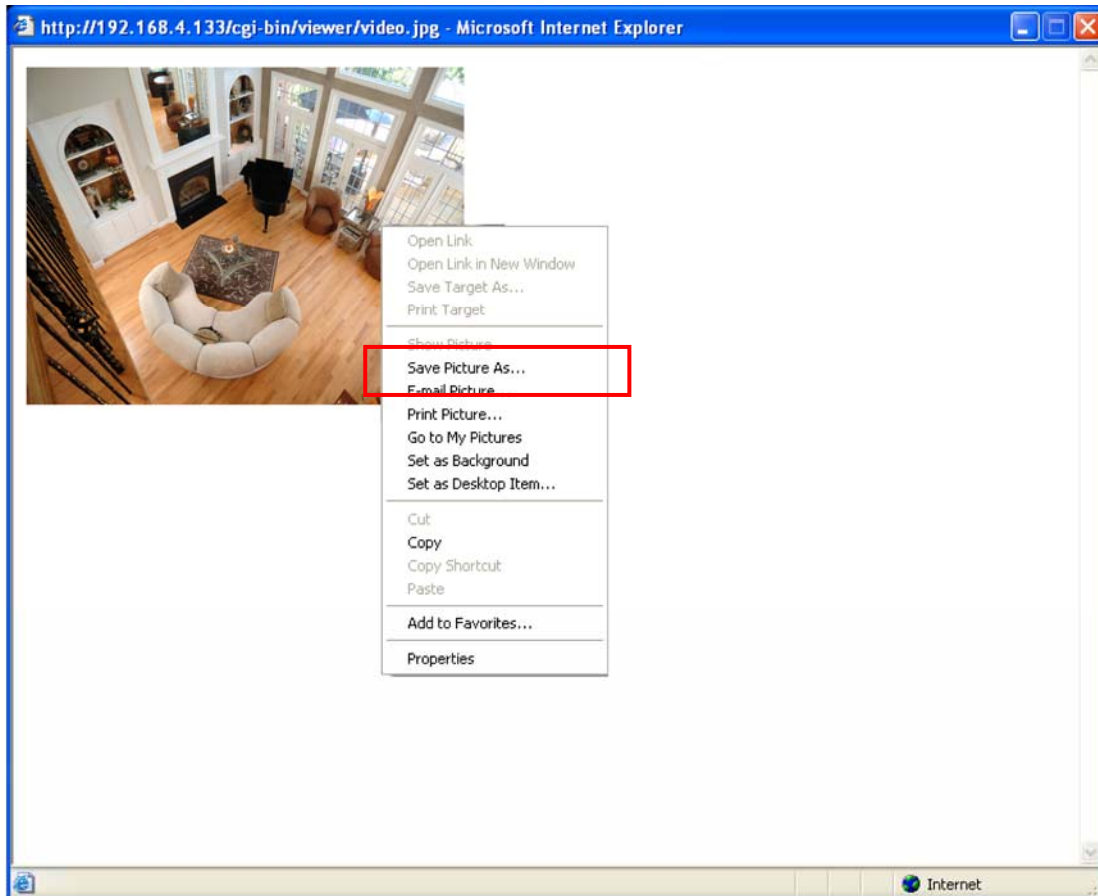 http://192.168.4.133/cgi-bin/viewer/video.jpg - Microsoft Internet Explorer
Open Link
Open Link in New Window
Save Target As...
Print Target
Show Picture
Save Picture As...
E-mail Picture...
Print Picture...
Go to My Pictures
Set as Background
Set as Desktop Item...
Cut
Copy
Copy Shortcut
Paste
Add to Favorites...
Properties
Internet